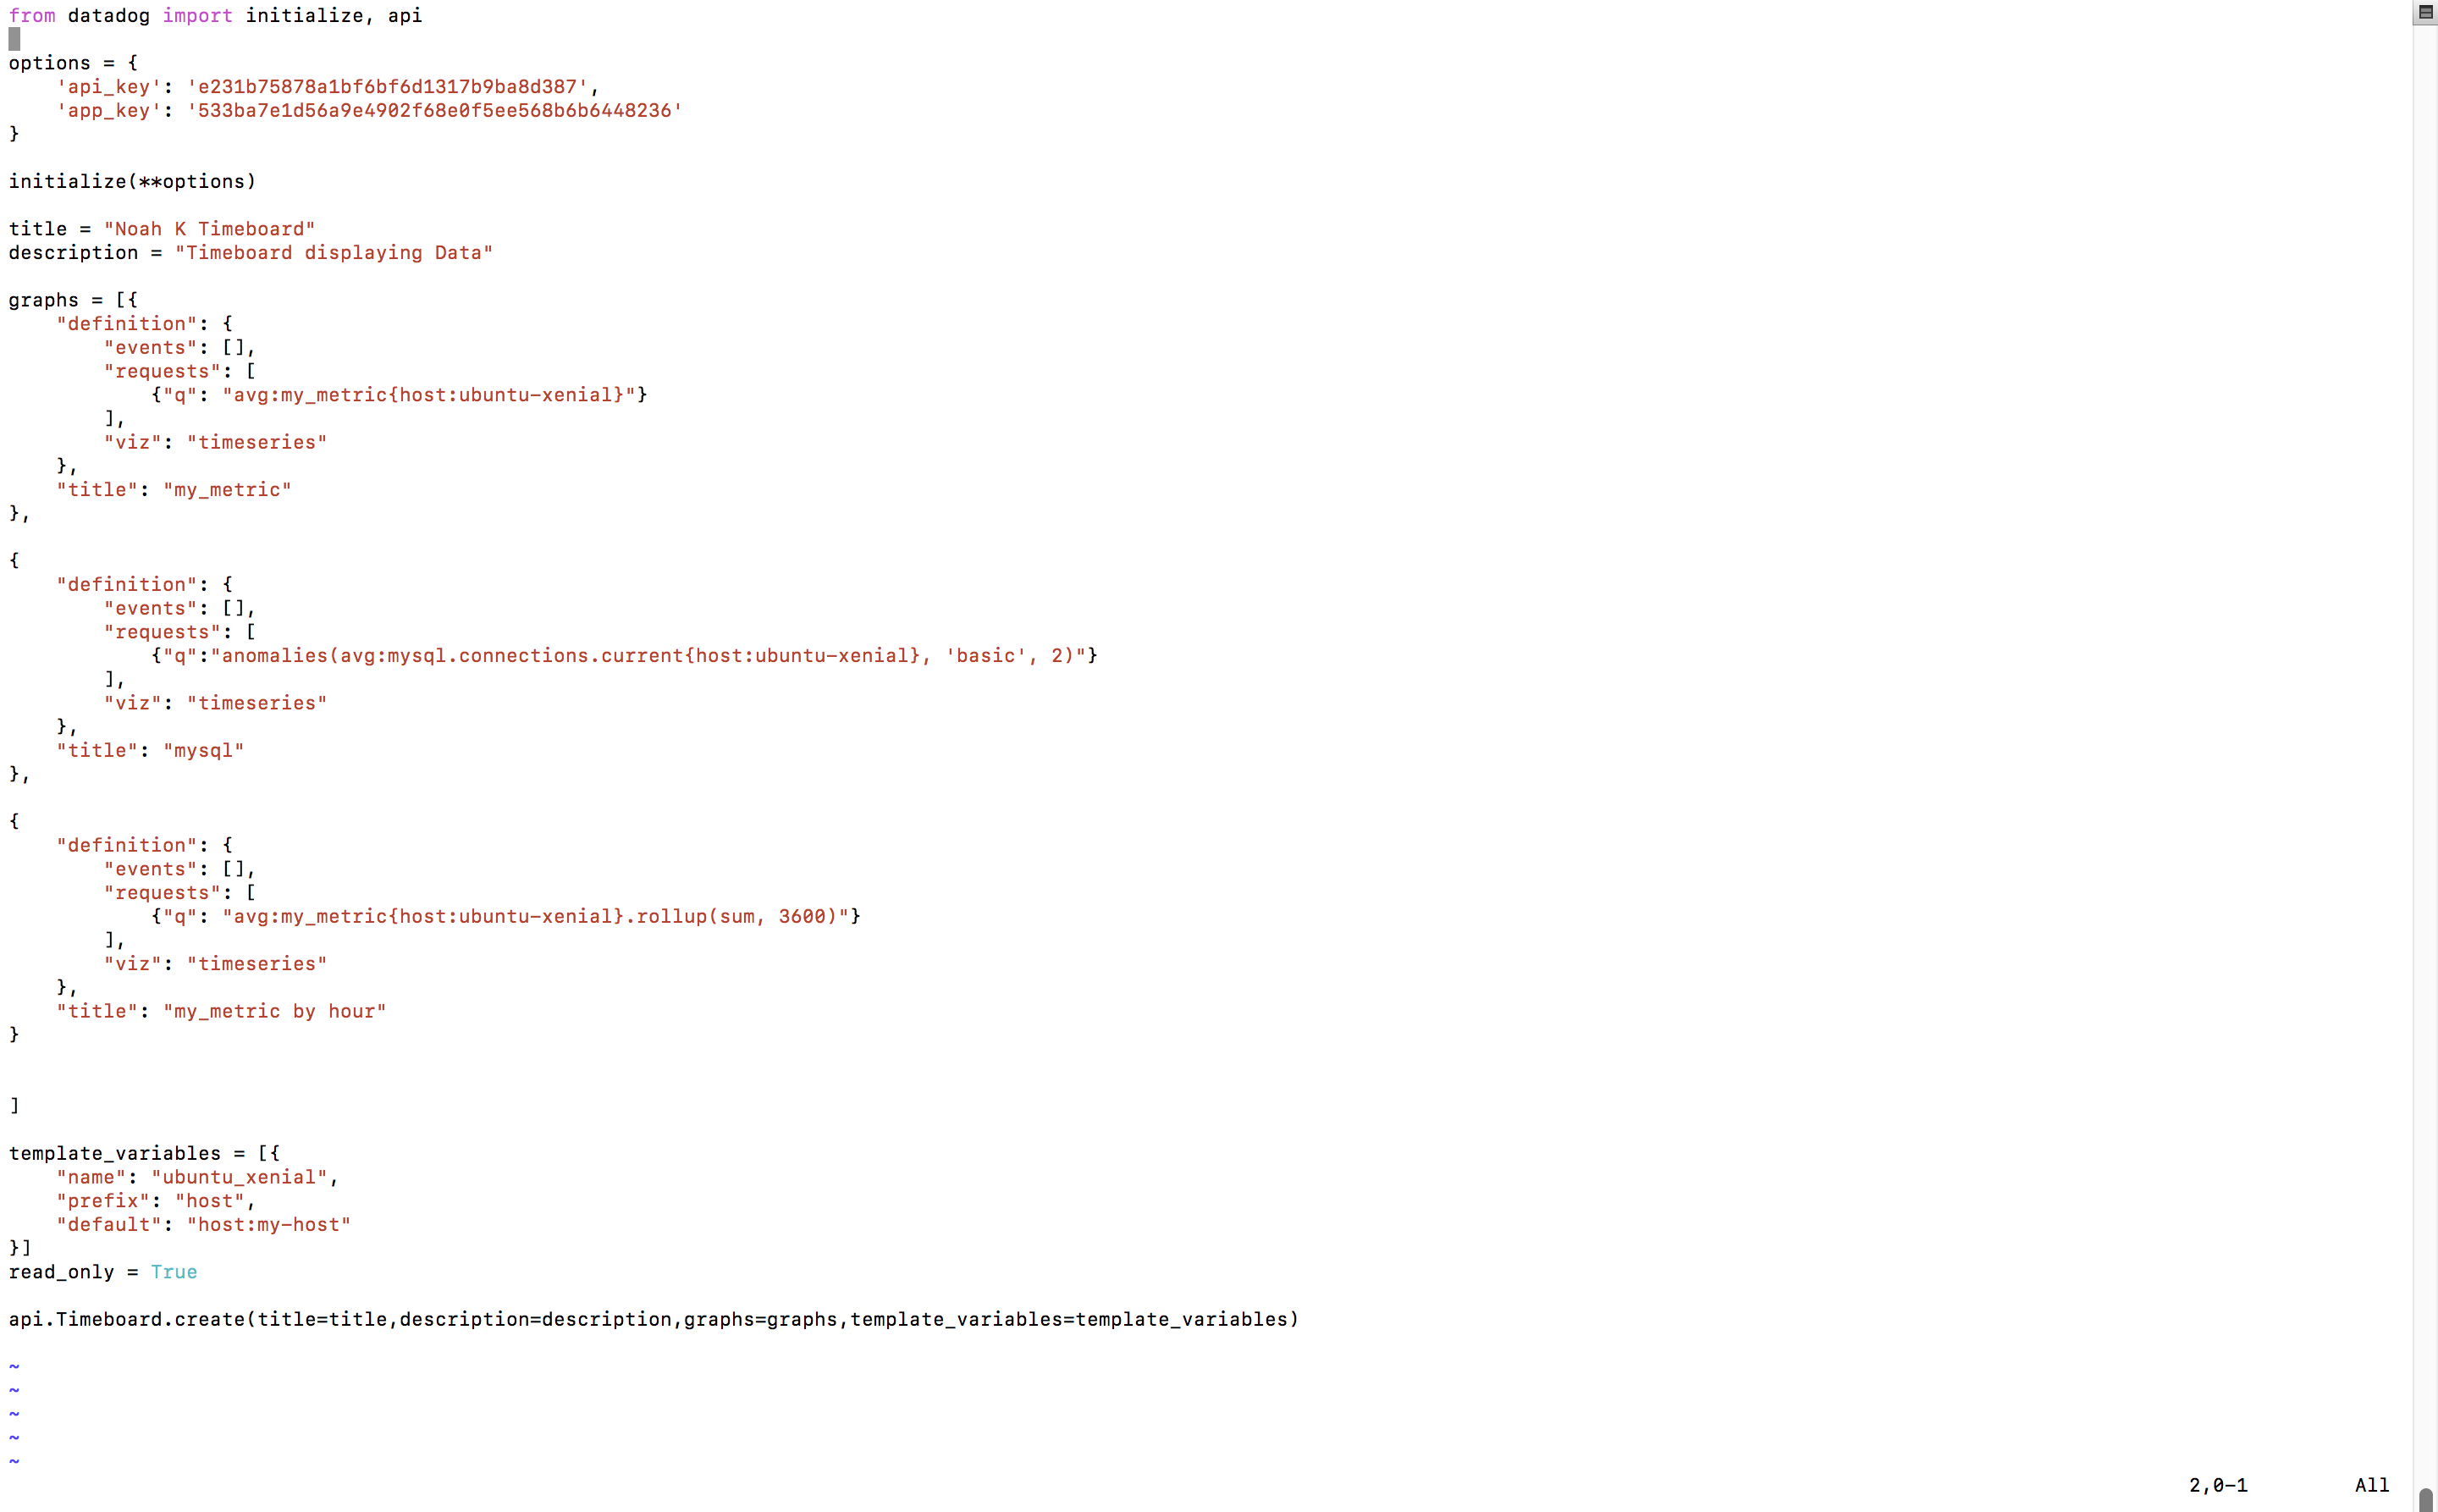 from datadog import initialize, api
options = {
    'api_key': 'e231b75878a1bf6bf6d1317b9ba8d387',
    'app_key': '533ba7e1d56a9e4902f68e0f5ee568b6b6448236'
}
initialize(**options)
title = "Noah K Timeboard"
description = "Timeboard displaying Data"
graphs = [{
    "definition": {
        "events": [],
        "requests": [
            {"q": "avg:my_metric{host:ubuntu-xenial}"}
        ],
        "viz": "timeseries"
    },
    "title": "my_metric"
},
{
    "definition": {
        "events": [],
        "requests": [
            {"q":"anomalies(avg:mysql.connections.current{host:ubuntu-xenial}, 'basic', 2)"}
        ],
        "viz": "timeseries"
    },
    "title": "mysql"
},
{
    "definition": {
        "events": [],
        "requests": [
            {"q": "avg:my_metric{host:ubuntu-xenial}.rollup(sum, 3600)"}
        ],
        "viz": "timeseries"
    },
    "title": "my_metric by hour"
}
]
template_variables = [{
    "name": "ubuntu_xenial",
    "prefix": "host",
    "default": "host:my-host"
}]
read_only = True
api.Timeboard.create(title=title,description=description,graphs=graphs,template_variables=template_variables)
~
~
~
~
~
2,0-1 All